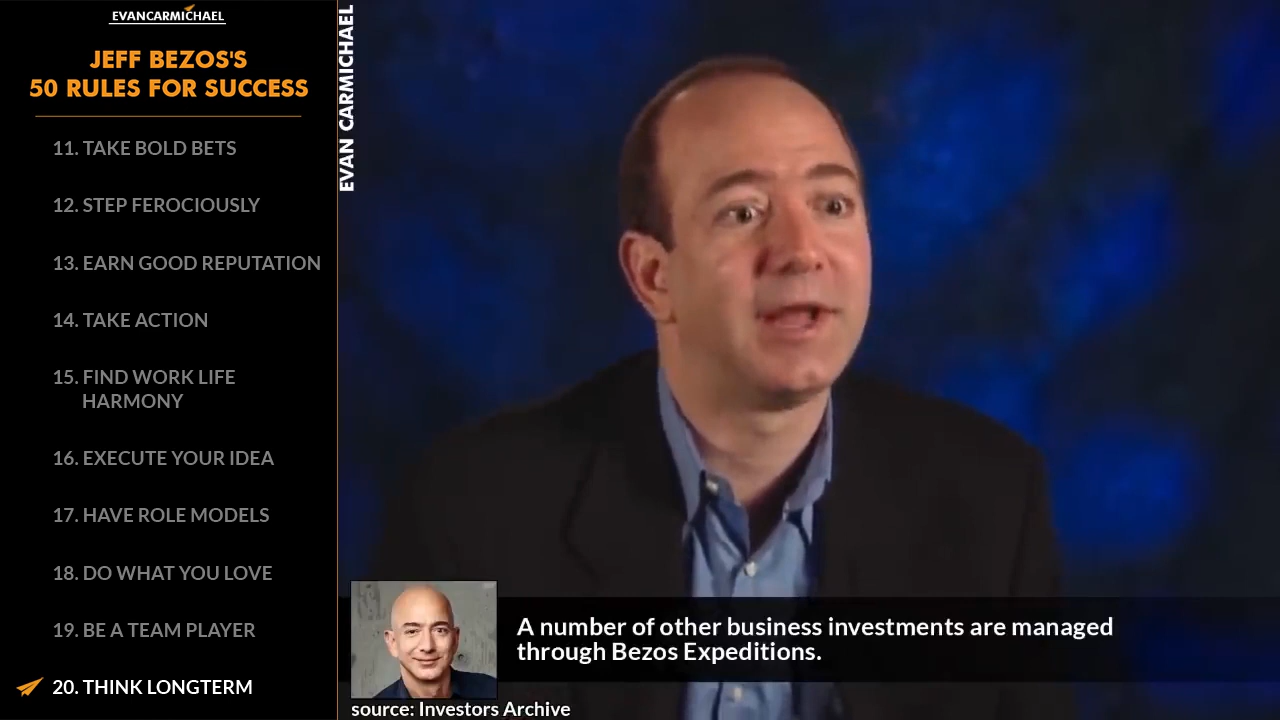 EVANCARMICHAEL
JEFF BEZOS'S
50 RULES FOR SUCCESS
11. TAKE BOLD BETS
12. STEP FEROCIOUSLY
13. EARN GOOD REPUTATION
14. TAKE ACTION
15. FIND WORK LIFE
HARMONY
16. EXECUTE YOUR IDEA
17. HAVE ROLE MODELS
18. DO WHAT YOU LOVE
19. BE A TEAM PLAYER
20. THINK LONGTERM
EVAN CARMICHAEL
A number of other business investments are managed
through Bezos Expeditions.
source: Investors Archive